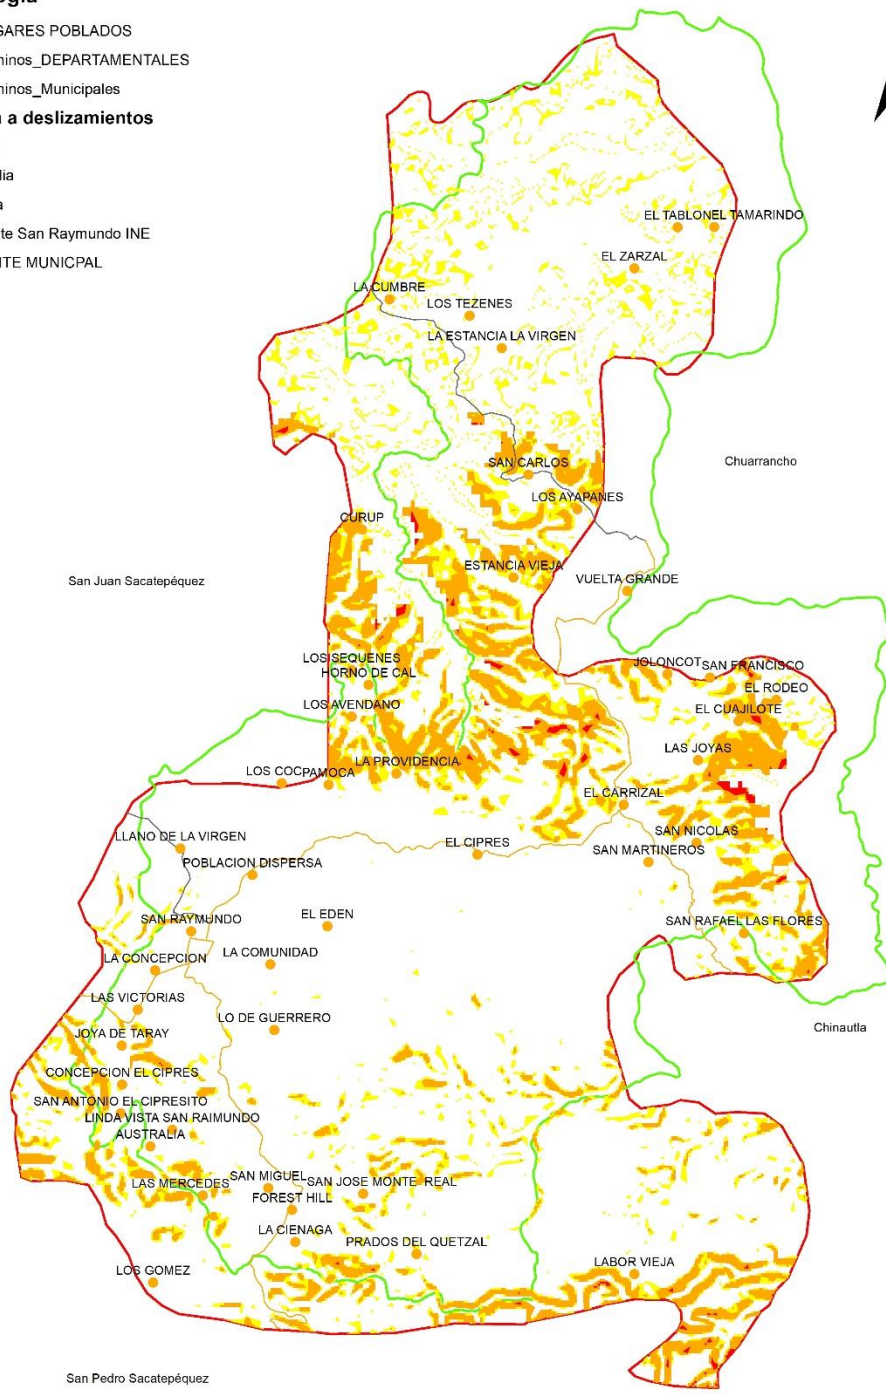 GARES POBLADOS
minos_DEPARTAMENTALES
minos_Municipales
a deslizamientos
dia
te San Raymundo INE
ITE MUNICPAL
EL TABLONEL TAMARINDO
EL ZARZAL
LA CUMBRE
LOS TEZENES
LA ESTANCIA LA VIRGEN
SAN CARLOS
Chuarrancho
LOS AYAPANES
CURUP
ESTANCIA VIEJA
San Juan Sacatepéquez
VUELTA GRANDE
LOS SEQUENES
JOLONCOT
SAN FRANCISCO
HORNO DE CAL
EL RODEO
LOS AVENDANO
EL CUAJILOTE
LAS JOYAS
LA PROVIDENCIA
LOS COC
PAMOCA
EL CARRIZAL
LLANO DE LA VIRGEN
SAN NICOLAS
EL CIPRES
SAN MARTINEROS
POBLACION DISPERSA
SAN RAYMUNDO
EL EDEN
SAN RAFAEL LAS FLORES
LA CONCEPCION
LA COMUNIDAD
LAS VICTORIAS
LO DE GUERRERO
Chinautla
JOYA DE TARAY
CONCEPCION EL CIPRES
SAN ANTONIO EL CIPRESITO
LINDA VISTA SAN RAIMUNDO
AUSTRALIA
LAS MERCEDES
SAN MIGUEL
SAN JOSE MONTE REAL
FOREST HILL
LA CIENAGA
PRADOS DEL QUETZAL
LOS GOMEZ
LABOR VIEJA
San Pedro Sacatepéquez